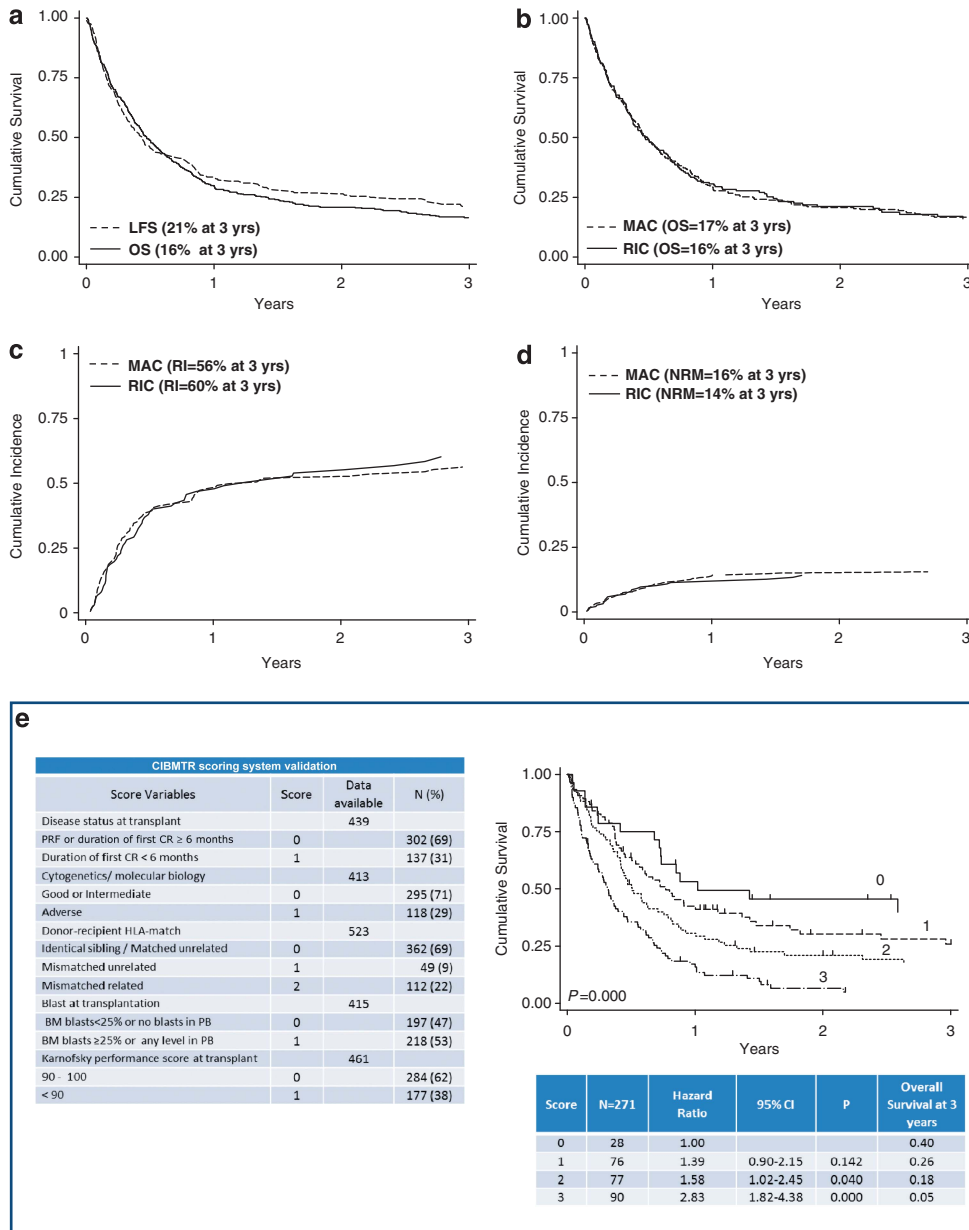 a
Cumulative Survival
1.00
0.75
0.50
0.25
0.00
LFS (21% at 3 yrs)
OS (16% at 3 yrs)
0 1 2 3
Years
b
Cumulative Survival
1.00
0.75
0.50
0.25
0.00
MAC (OS=17% at 3 yrs)
RIC (OS=16% at 3 yrs)
0 1 2 3
Years
c
Cumulative Incidence
1
0.75
0.5
0.25
0
MAC (RI=56% at 3 yrs)
RIC (RI=60% at 3 yrs)
0 1 2 3
Years
d
Cumulative Incidence
1
0.75
0.5
0.25
0
MAC (NRM=16% at 3 yrs)
RIC (NRM=14% at 3 yrs)
0 1 2 3
Years
e
CIBMTR scoring system validation
Score Variables Score Data available N (%)
Disease status at transplant 439
PRF or duration of first CR ≥ 6 months 0 302 (69)
Duration of first CR < 6 months 1 137 (31)
Cytogenetics/ molecular biology 413
Good or Intermediate 0 295 (71)
Adverse 1 118 (29)
Donor-recipient HLA-match 523
Identical sibling / Matched unrelated 0 362 (69)
Mismatched unrelated 1 49 (9)
Mismatched related 2 112 (22)
Blast at transplantation 415
BM blasts<25% or no blasts in PB 0 197 (47)
BM blasts ≥25% or any level in PB 1 218 (53)
Karnofsky performance score at transplant 461
90 - 100 0 284 (62)
< 90 1 177 (38)
Cumulative Survival
1.00
0.75
0.50
0.25
0.00
0
1
2
3
P=0.000
0 1 2 3
Years
Score N=271 Hazard Ratio 95% CI P Overall Survival at 3 years
0 28 1.00 0.40
1 76 1.39 0.90-2.15 0.142 0.26
2 77 1.58 1.02-2.45 0.040 0.18
3 90 2.83 1.82-4.38 0.000 0.05